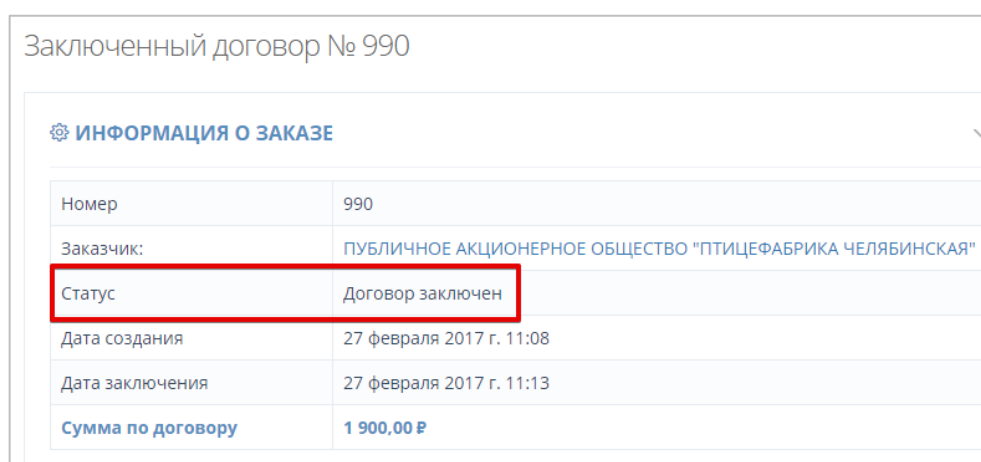 Заключенный договор № 990
ИНФОРМАЦИЯ О ЗАКАЗЕ
Номер 990
Заказчик: ПУБЛИЧНОЕ АКЦИОНЕРНОЕ ОБЩЕСТВО "ПТИЦЕФАБРИКА ЧЕЛЯБИНСКАЯ"
Статус Договор заключен
Дата создания 27 февраля 2017 г. 11:08
Дата заключения 27 февраля 2017 г. 11:13
Сумма по договору 1 900,00 ₽